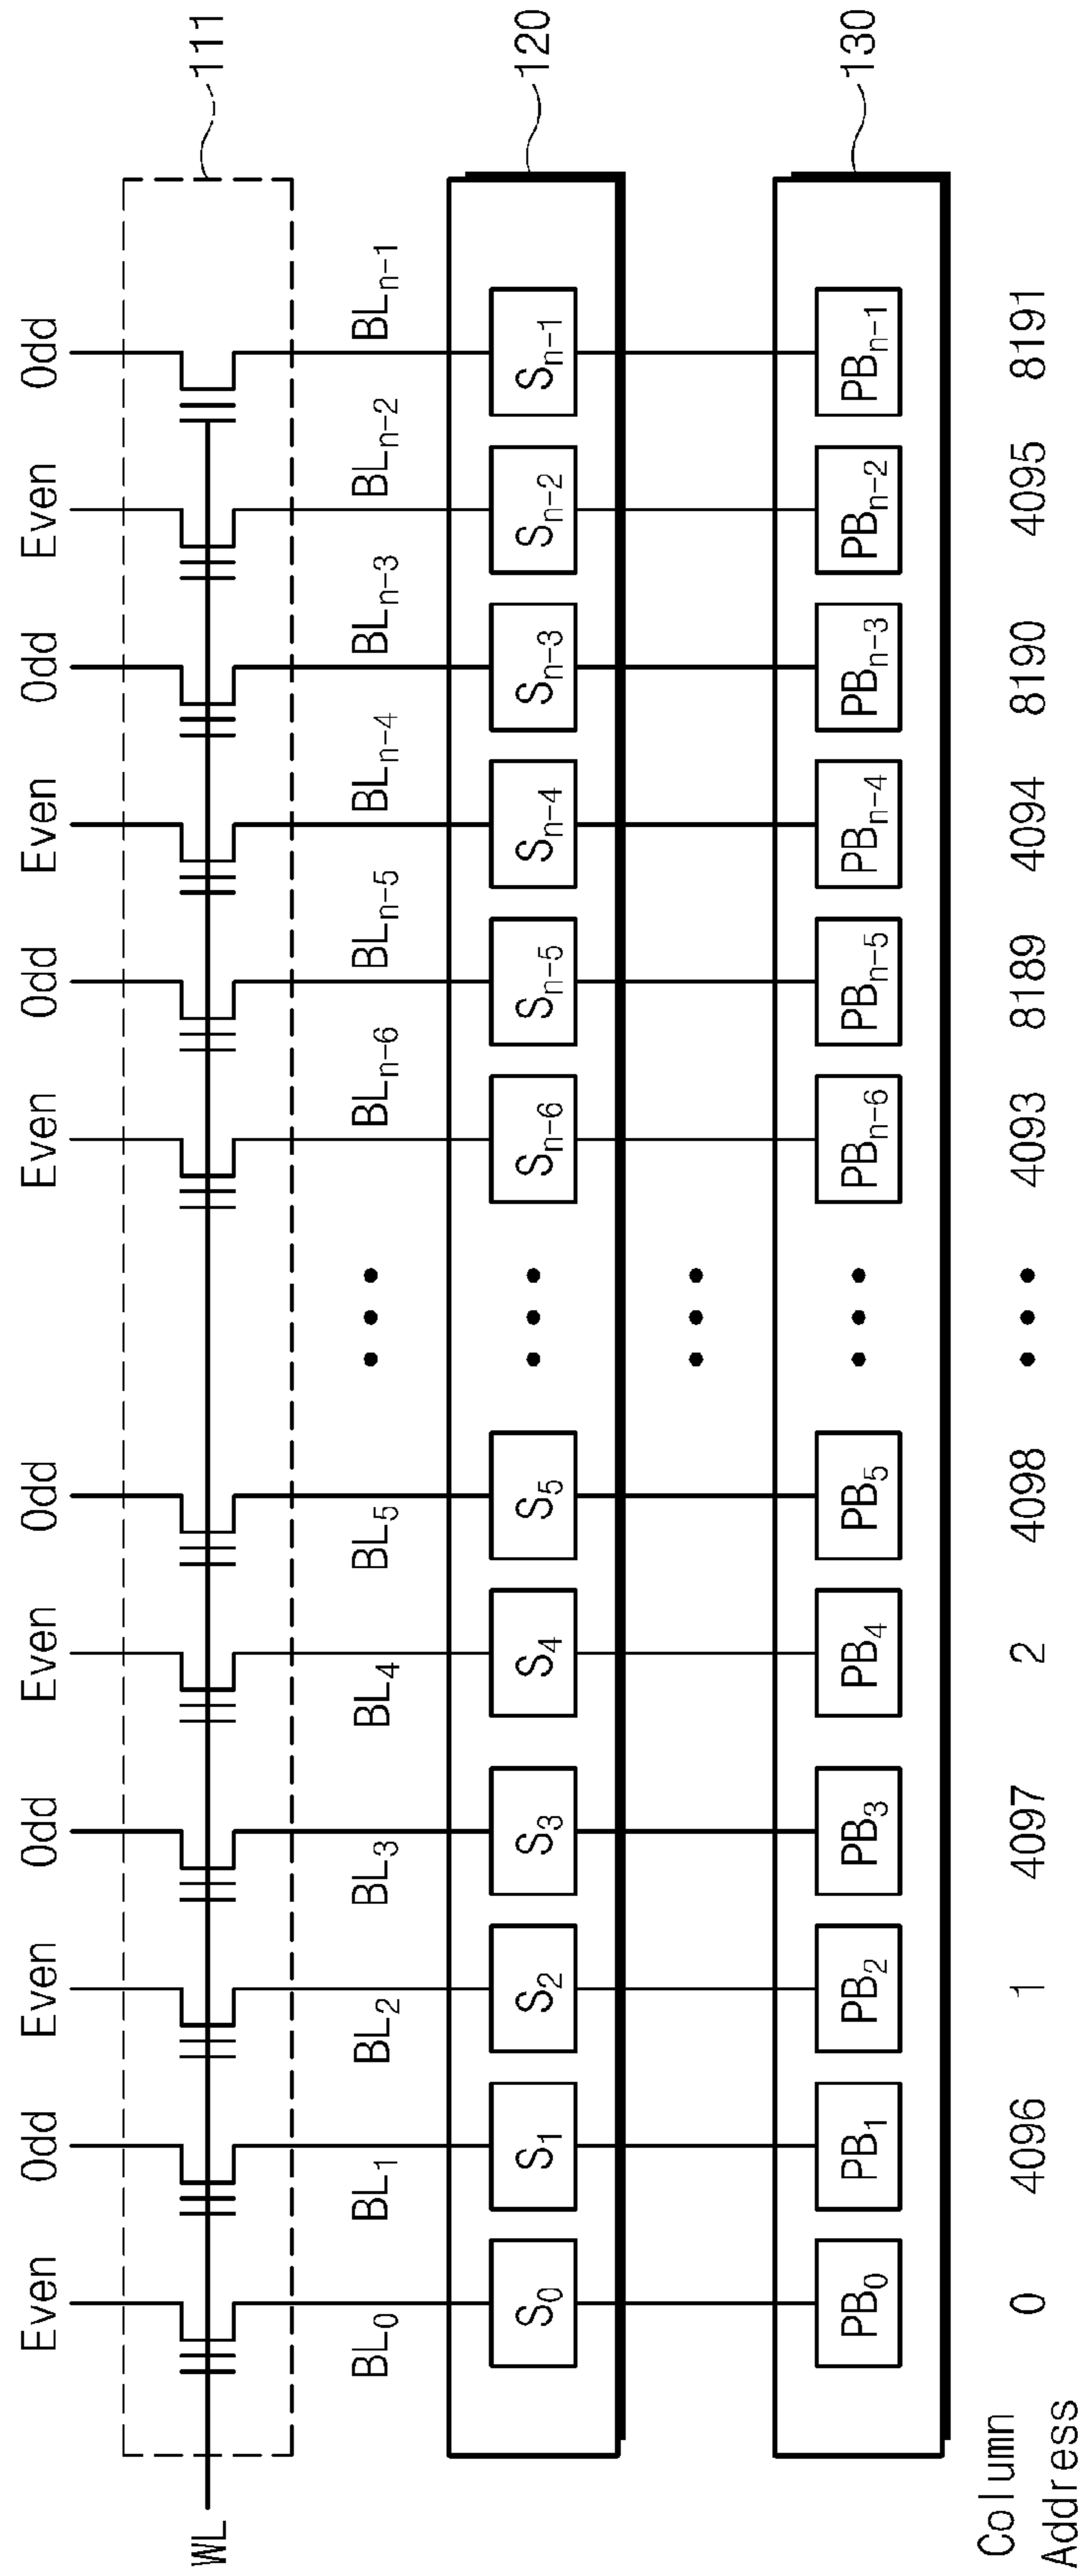 Even Odd Even Odd Even Odd Even Odd Even Odd Even Odd
WL
111
BL0 BL1 BL2 BL3 BL4 BL5 BLn-6 BLn-5 BLn-4 BLn-3 BLn-2 BLn-1
S0 S1 S2 S3 S4 S5 Sn-6 Sn-5 Sn-4 Sn-3 Sn-2 Sn-1
120
PB0 PB1 PB2 PB3 PB4 PB5 PBn-6 PBn-5 PBn-4 PBn-3 PBn-2 PBn-1
130
Column
Address
0 4096 1 4097 2 4098 4093 8189 4094 8190 4095 8191